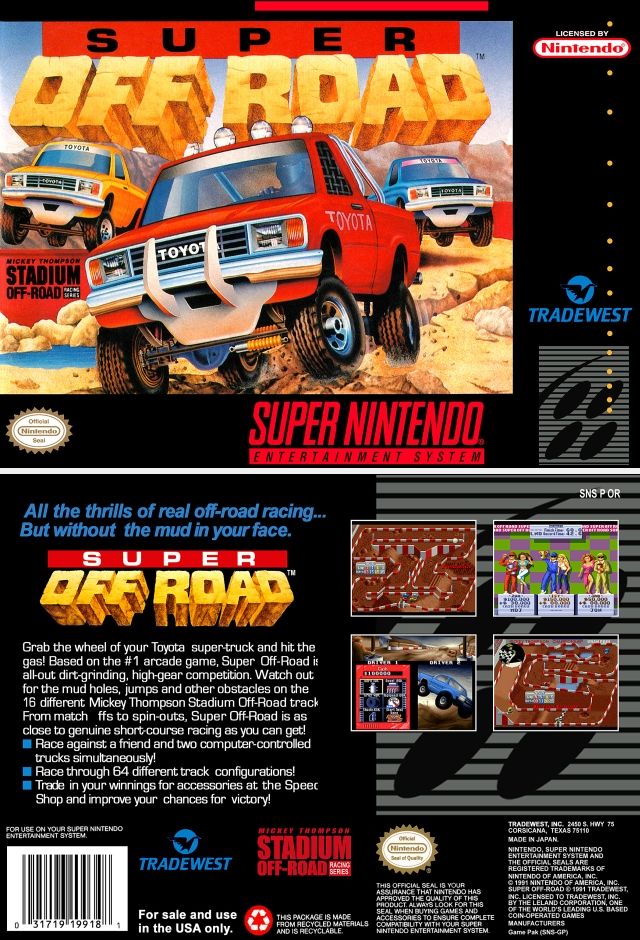 SUPER
OFF ROAD™
LICENSED BY
Nintendo®
TOYOTA
TOYOTA
TOYOTA
TOYOTA
TOYOTA
TOYOTA
MICKEY THOMPSON
STADIUM
OFF-ROAD RACING SERIES
TRADEWEST
Official
Nintendo
Seal
SUPER NINTENDO®
ENTERTAINMENT SYSTEM
SNS P OR
All the thrills of real off-road racing...
But without the mud in your face.
SUPER
OFF ROAD™
Grab the wheel of your Toyota super-truck and hit the
gas! Based on the #1 arcade game, Super Off-Road is
all-out dirt-grinding, high-gear competition. Watch out
for the mud holes, jumps and other obstacles on the
16 different Mickey Thompson Stadium Off-Road track
From match ffs to spin-outs, Super Off-Road is as
close to genuine short-course racing as you can get!
Race against a friend and two computer-controlled
trucks simultaneously!
Race through 64 different track configurations!
Trade in your winnings for accessories at the Speed
Shop and improve your chances for victory!
DRIVER 1
DRIVER 2
1100000
FOR USE ON YOUR SUPER NINTENDO
ENTERTAINMENT SYSTEM.
0 31719 19918 1
TRADEWEST
For sale and use
in the USA only.
MICKEY THOMPSON
STADIUM
OFF-ROAD RACING SERIES
THIS PACKAGE IS MADE
FROM RECYCLED MATERIALS
AND IS RECYCLABLE.
Official
Nintendo
Seal of Quality
THIS OFFICIAL SEAL IS YOUR
ASSURANCE THAT NINTENDO HAS
APPROVED THE QUALITY OF THIS
PRODUCT. ALWAYS LOOK FOR THIS
SEAL WHEN BUYING GAMES AND
ACCESSORIES TO ENSURE COMPLETE
COMPATIBILITY WITH YOUR SUPER
NINTENDO ENTERTAINMENT SYSTEM.
TRADEWEST, INC. 2450 S. HWY 75
CORSICANA, TEXAS 75110
MADE IN JAPAN.
NINTENDO, SUPER NINTENDO
ENTERTAINMENT SYSTEM AND
THE OFFICIAL SEALS ARE
REGISTERED TRADEMARKS OF
NINTENDO OF AMERICA, INC.
© 1991 NINTENDO OF AMERICA, INC.
SUPER OFF-ROAD © 1991 TRADEWEST,
INC. LICENSED TO TRADEWEST, INC.
BY THE LELAND CORPORATION, ONE
OF THE WORLD'S LEADING U.S. BASED
COIN-OPERATED GAMES
MANUFACTURERS
Game Pak (SNS-GP)